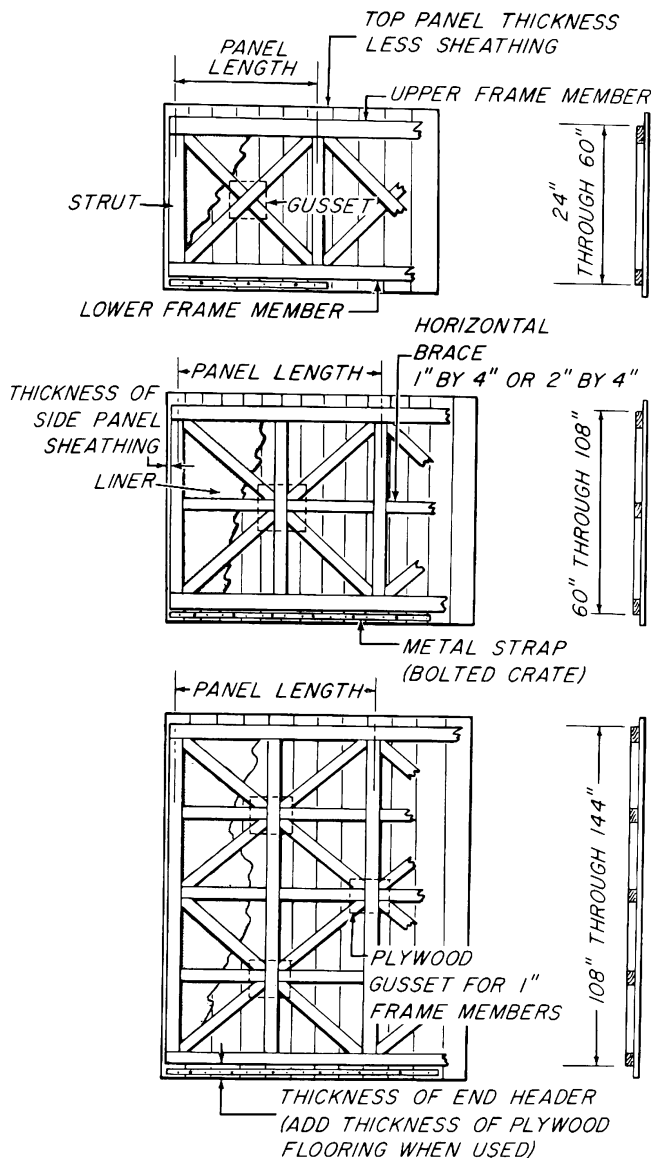 TOP PANEL THICKNESS
LESS SHEATHING
PANEL
LENGTH
UPPER FRAME MEMBER
STRUT
GUSSET
24"
THROUGH 60"
LOWER FRAME MEMBER
HORIZONTAL
BRACE
1" BY 4" OR 2" BY 4"
PANEL LENGTH
THICKNESS OF
SIDE PANEL
SHEATHING
LINER
60" THROUGH 108"
METAL STRAP
(BOLTED CRATE)
PANEL LENGTH
108" THROUGH 144"
PLYWOOD
GUSSET FOR 1"
FRAME MEMBERS
THICKNESS OF END HEADER
(ADD THICKNESS OF PLYWOOD
FLOORING WHEN USED)